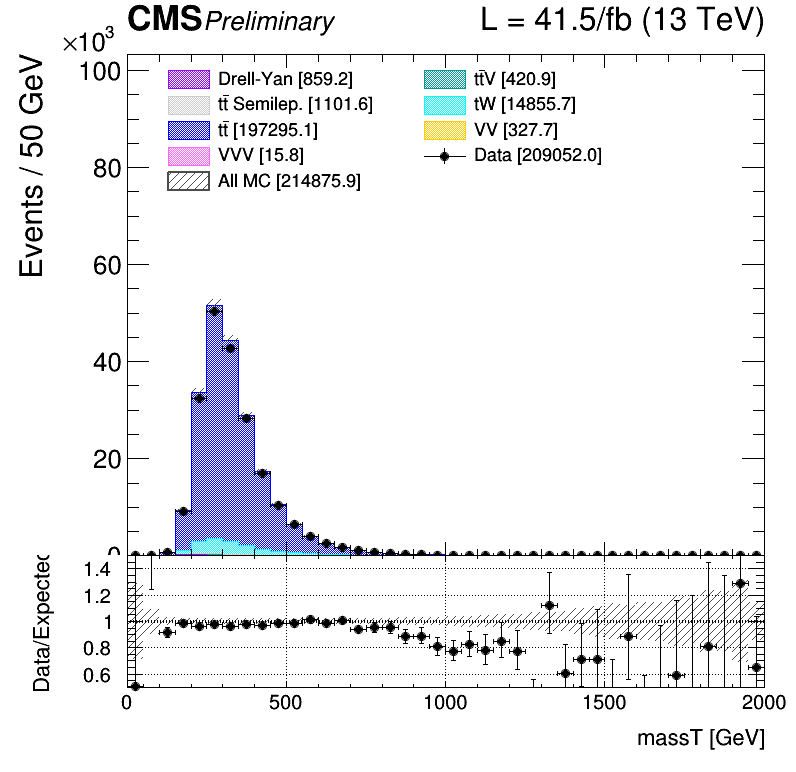 CMS Preliminary L = 41.5/fb (13 TeV)
×10³
Events / 50 GeV
100
80
60
40
20
0
Drell-Yan [859.2]
tt̄ Semilep. [1101.6]
tt̄ [197295.1]
VVV [15.8]
All MC [214875.9]
tt̄V [420.9]
tW [14855.7]
VV [327.7]
Data [209052.0]
Data/Expected
1.4
1.2
1
0.8
0.6
0 500 1000 1500 2000
massT [GeV]